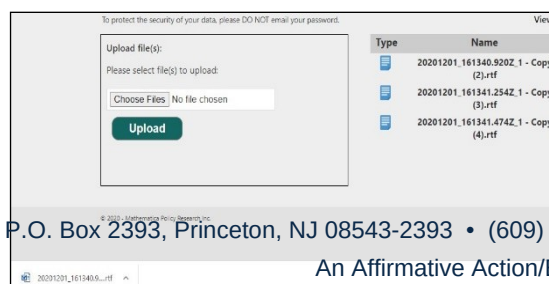 To protect the security of your data, please DO NOT email your password.
Upload file(s):
Please select file(s) to upload:
Choose Files No file chosen
Upload
View
Type Name
20201201_161340.920Z_1 - Copy
(2).rtf
20201201_161341.254Z_1 - Copy
(3).rtf
20201201_161341.474Z_1 - Copy
(4).rtf
© 2020 - Mathematica Policy Research, Inc.
P.O. Box 2393, Princeton, NJ 08543-2393 • (609)
An Affirmative Action/
20201201_161340.9....rtf